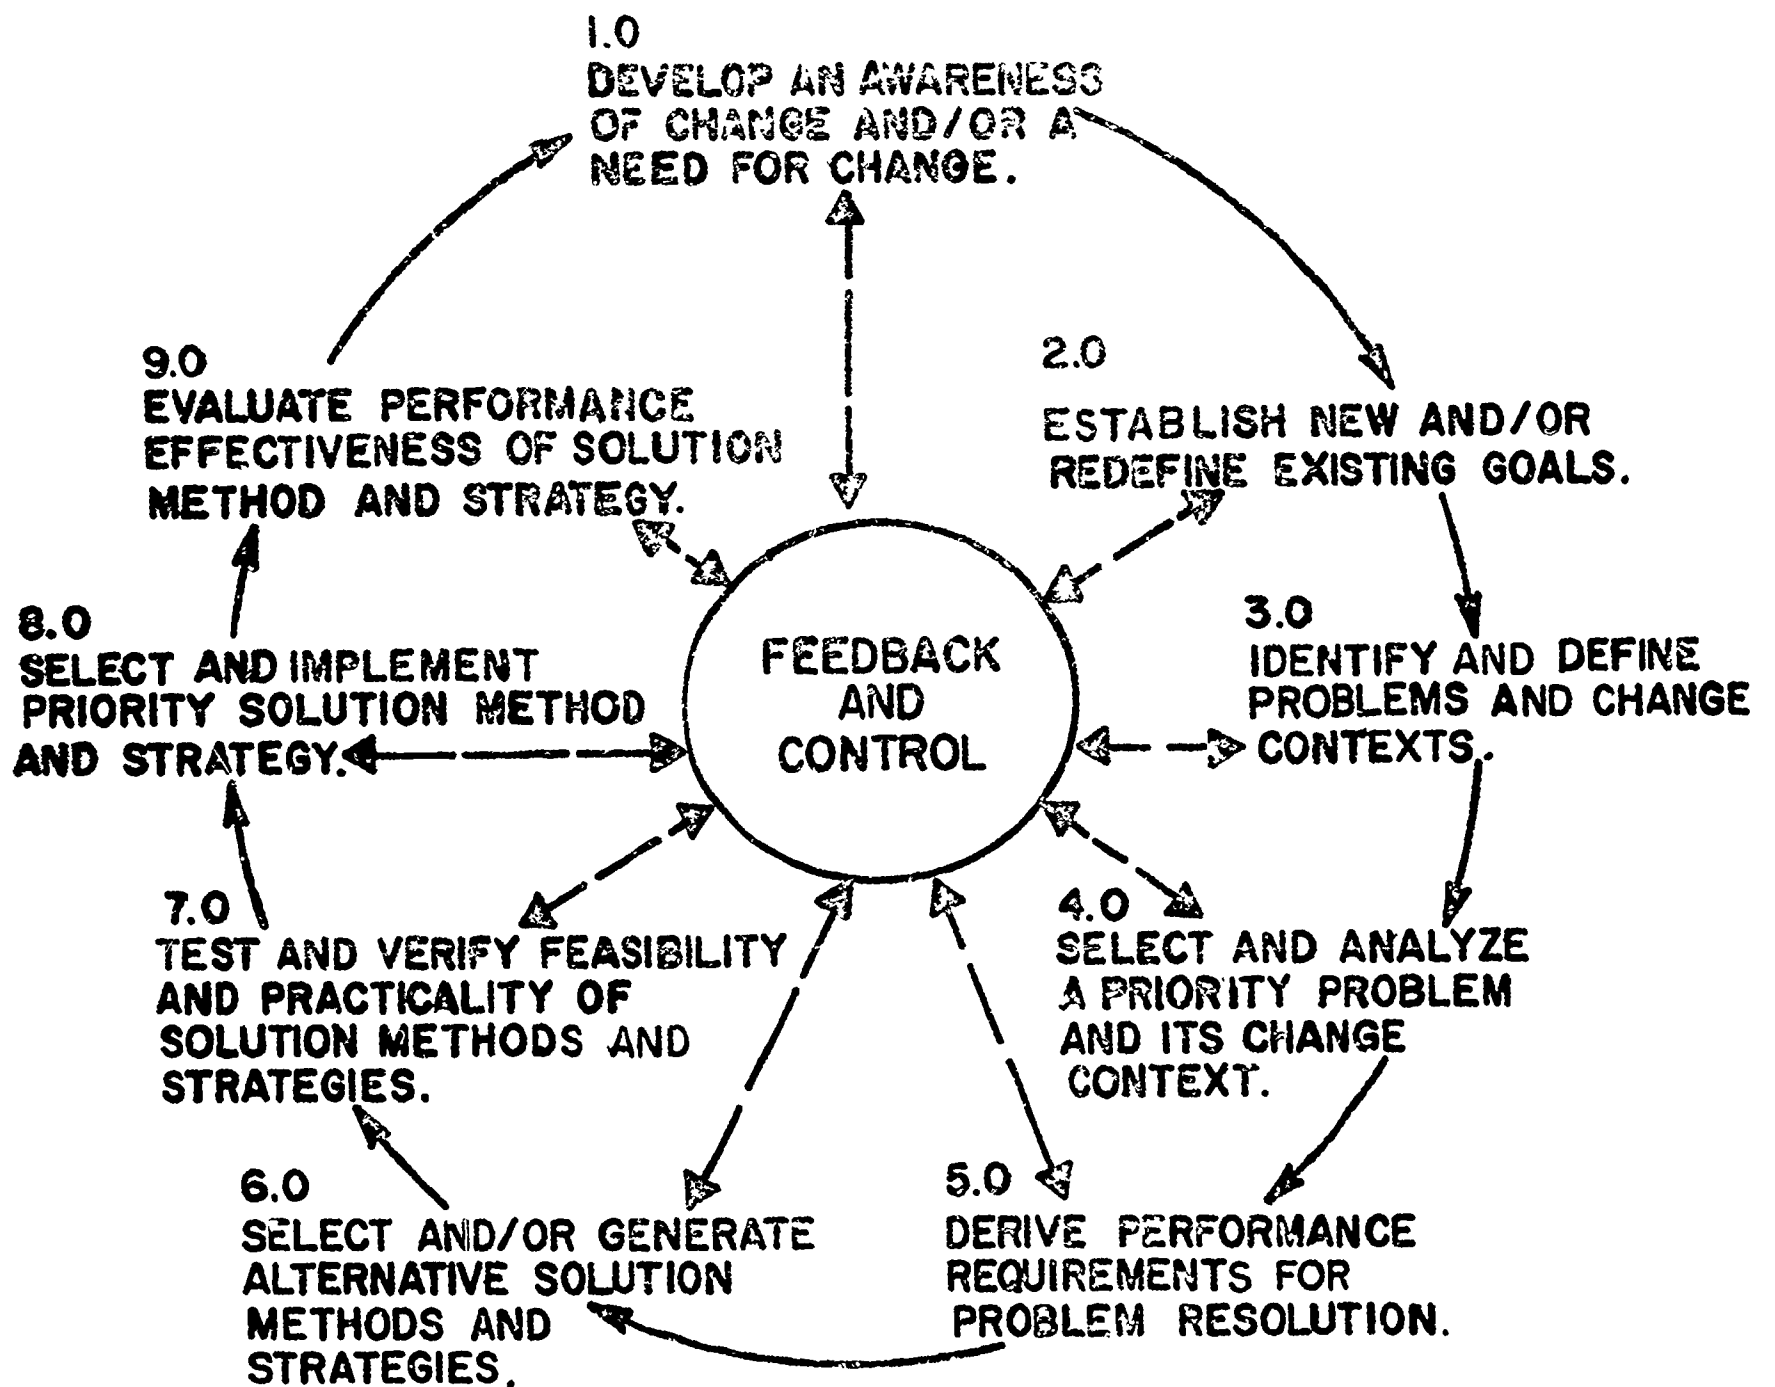 1.0
DEVELOP AN AWARENESS
OF CHANGE AND/OR A
NEED FOR CHANGE.
2.0
ESTABLISH NEW AND/OR
REDEFINE EXISTING GOALS.
3.0
IDENTIFY AND DEFINE
PROBLEMS AND CHANGE
CONTEXTS.
4.0
SELECT AND ANALYZE
A PRIORITY PROBLEM
AND ITS CHANGE
CONTEXT.
5.0
DERIVE PERFORMANCE
REQUIREMENTS FOR
PROBLEM RESOLUTION.
6.0
SELECT AND/OR GENERATE
ALTERNATIVE SOLUTION
METHODS AND
STRATEGIES.
7.0
TEST AND VERIFY FEASIBILITY
AND PRACTICALITY OF
SOLUTION METHODS AND
STRATEGIES.
8.0
SELECT AND IMPLEMENT
PRIORITY SOLUTION METHOD
AND STRATEGY.
9.0
EVALUATE PERFORMANCE
EFFECTIVENESS OF SOLUTION
METHOD AND STRATEGY.
FEEDBACK
AND
CONTROL